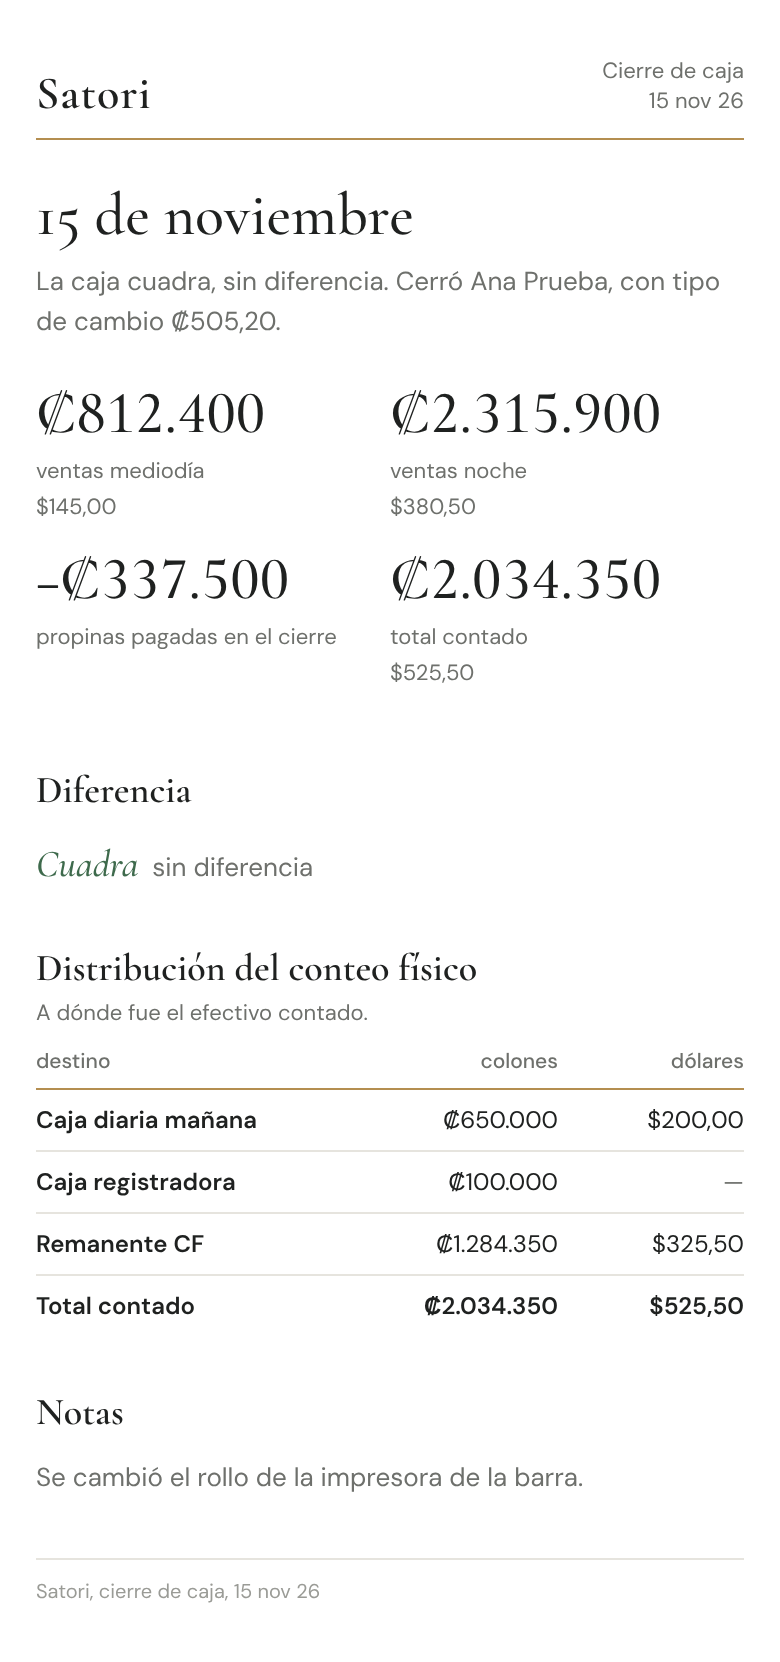 Satori
Cierre de caja
15 nov 26
15 de noviembre
La caja cuadra, sin diferencia. Cerró Ana Prueba, con tipo
de cambio ₡505,20.
₡812.400
ventas mediodía
$145,00
₡2.315.900
ventas noche
$380,50
–₡337.500
propinas pagadas en el cierre
₡2.034.350
total contado
$525,50
Diferencia
Cuadra sin diferencia
Distribución del conteo físico
A dónde fue el efectivo contado.
destino colones dólares
Caja diaria mañana ₡650.000 $200,00
Caja registradora ₡100.000 —
Remanente CF ₡1.284.350 $325,50
Total contado ₡2.034.350 $525,50
Notas
Se cambió el rollo de la impresora de la barra.
Satori, cierre de caja, 15 nov 26